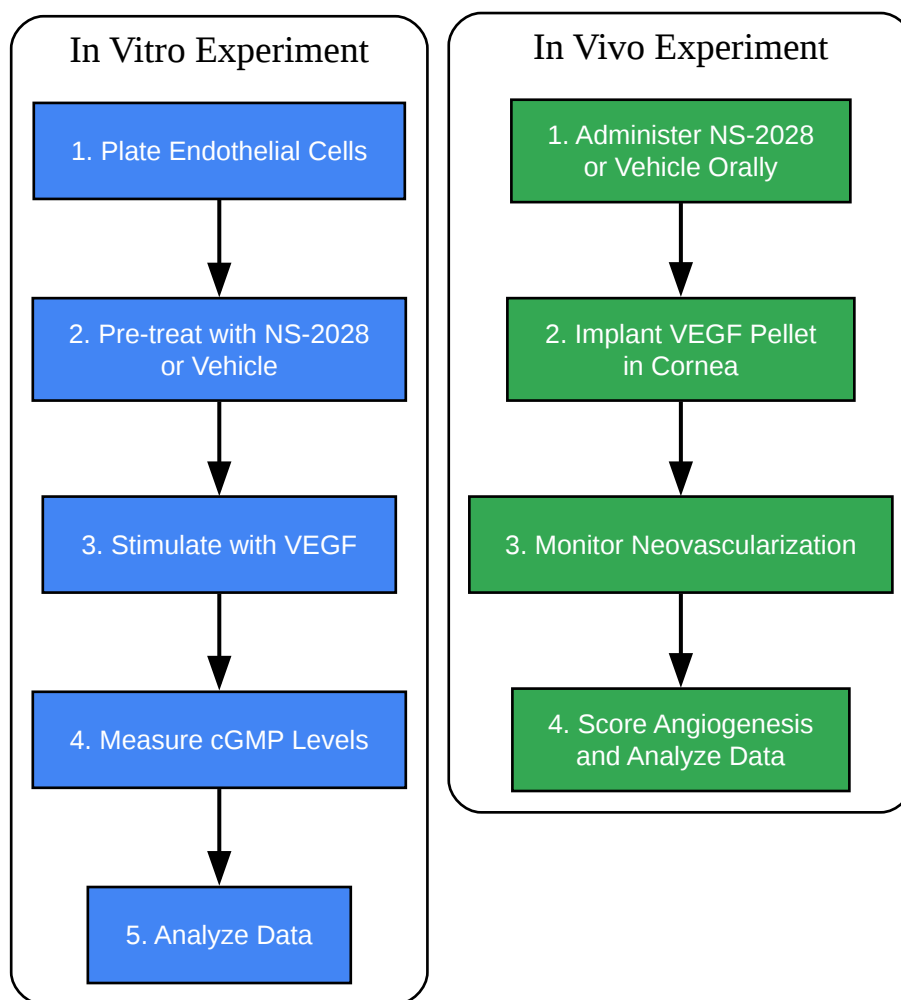 In Vitro Experiment
1. Plate Endothelial Cells
2. Pre-treat with NS-2028
or Vehicle
3. Stimulate with VEGF
4. Measure cGMP Levels
5. Analyze Data
In Vivo Experiment
1. Administer NS-2028
or Vehicle Orally
2. Implant VEGF Pellet
in Cornea
3. Monitor Neovascularization
4. Score Angiogenesis
and Analyze Data